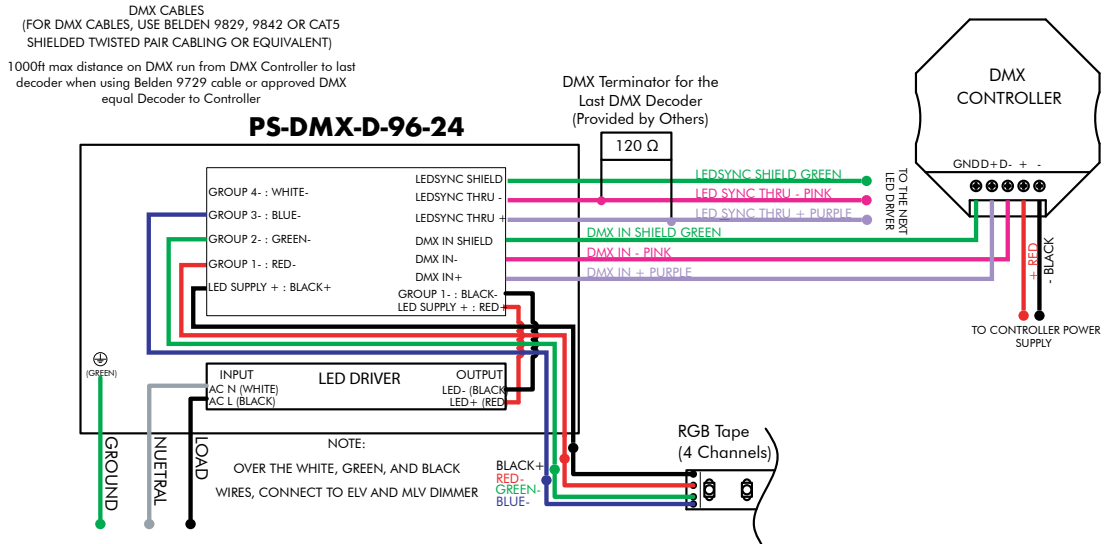 DMX CABLES
(FOR DMX CABLES, USE BELDEN 9829, 9842 OR CAT5
SHIELDED TWISTED PAIR CABLING OR EQUIVALENT)
1000ft max distance on DMX run from DMX Controller to last
decoder when using Belden 9729 cable or approved DMX
equal Decoder to Controller
PS-DMX-D-96-24
DMX Terminator for the
Last DMX Decoder
(Provided by Others)
120 Ω
DMX
CONTROLLER
GND D+ D- + -
GROUP 4- : WHITE-
GROUP 3- : BLUE-
GROUP 2- : GREEN-
GROUP 1- : RED-
LED SUPPLY + : BLACK+
LEDSYNC SHIELD
LEDSYNC THRU -
LEDSYNC THRU +
DMX IN SHIELD
DMX IN-
DMX IN+
GROUP 1- : BLACK-
LED SUPPLY + : RED+
LEDSYNC SHIELD GREEN
LED SYNC THRU - PINK
LED SYNC THRU + PURPLE
DMX IN SHIELD GREEN
DMX IN - PINK
DMX IN + PURPLE
TO THE NEXT
LED DRIVER
+ RED
- BLACK
TO CONTROLLER POWER
SUPPLY
(GREEN)
INPUT
AC N (WHITE)
AC L (BLACK)
LED DRIVER
OUTPUT
LED- (BLACK
LED+ (RED
GROUND
NUETRAL
LOAD
NOTE:
OVER THE WHITE, GREEN, AND BLACK
WIRES, CONNECT TO ELV AND MLV DIMMER
BLACK+
RED-
GREEN-
BLUE-
RGB Tape
(4 Channels)